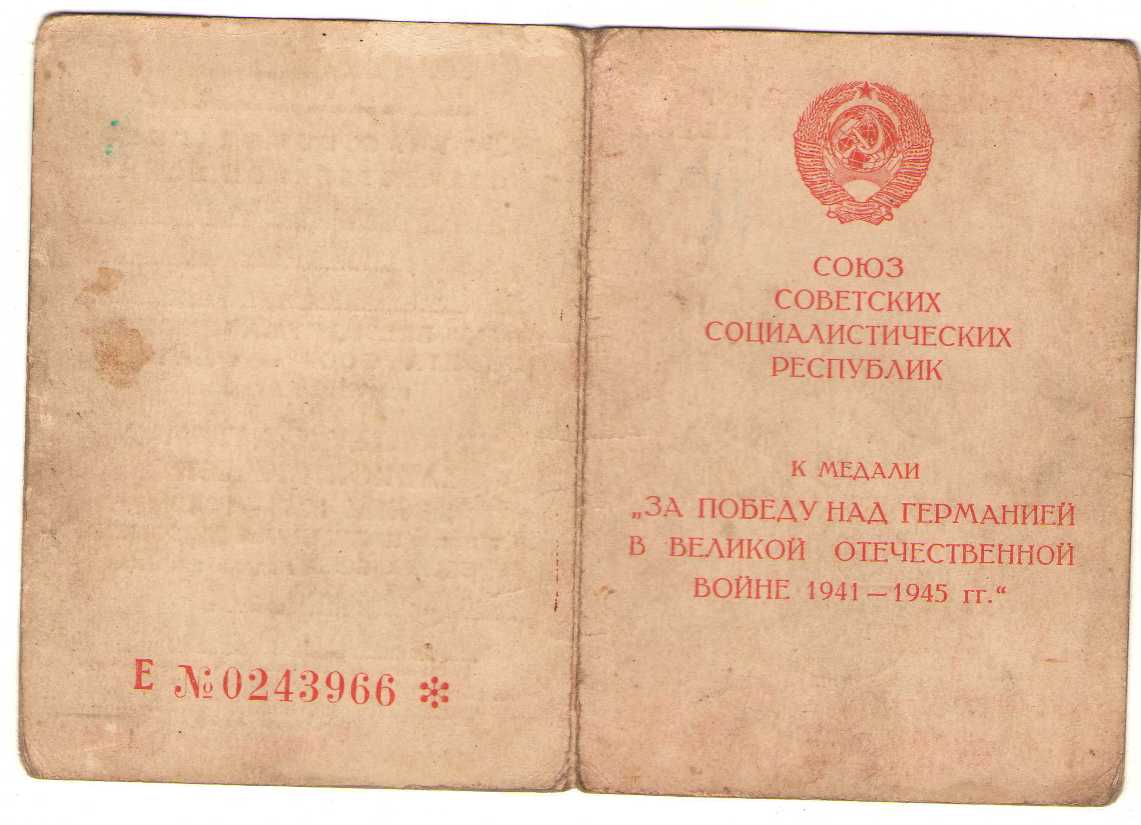 Е №0243966 *
СОЮЗ
СОВЕТСКИХ
СОЦИАЛИСТИЧЕСКИХ
РЕСПУБЛИК
К МЕДАЛИ
„ЗА ПОБЕДУ НАД ГЕРМАНИЕЙ
В ВЕЛИКОЙ ОТЕЧЕСТВЕННОЙ
ВОЙНЕ 1941—1945 гг.“